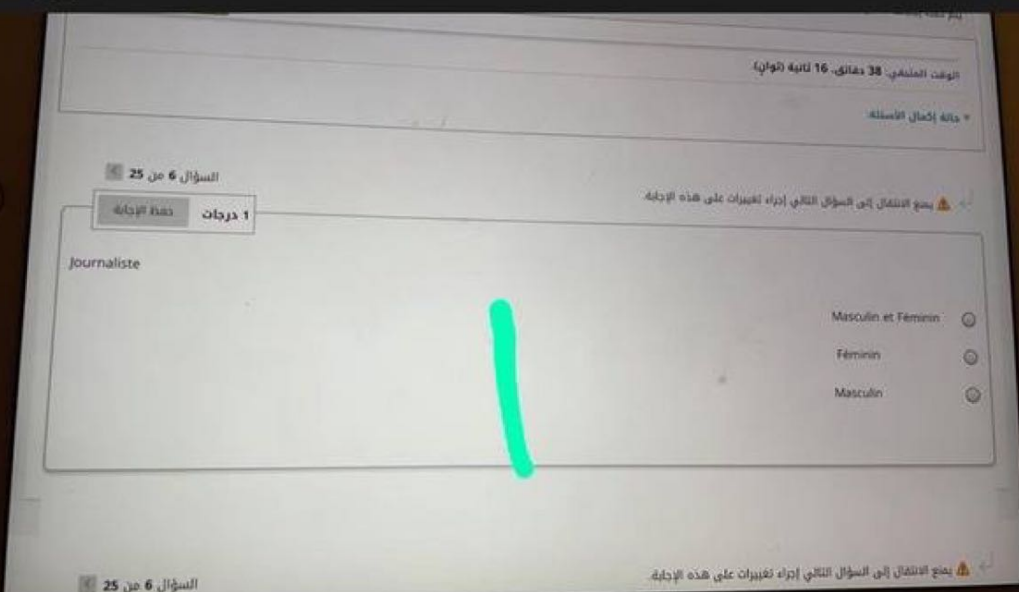 الوقت المتبقي: 38 دقائق، 16 ثانية (ثوانٍ).
حالة إكمال الأسئلة:
السؤال 6 من 25
يمنع الانتقال إلى السؤال التالي إجراء تغييرات على هذه الإجابة.
1 درجات
حفظ الإجابة
Journaliste
Masculin et Féminin
Féminin
Masculin
يمنع الانتقال إلى السؤال التالي إجراء تغييرات على هذه الإجابة.
السؤال 6 من 25